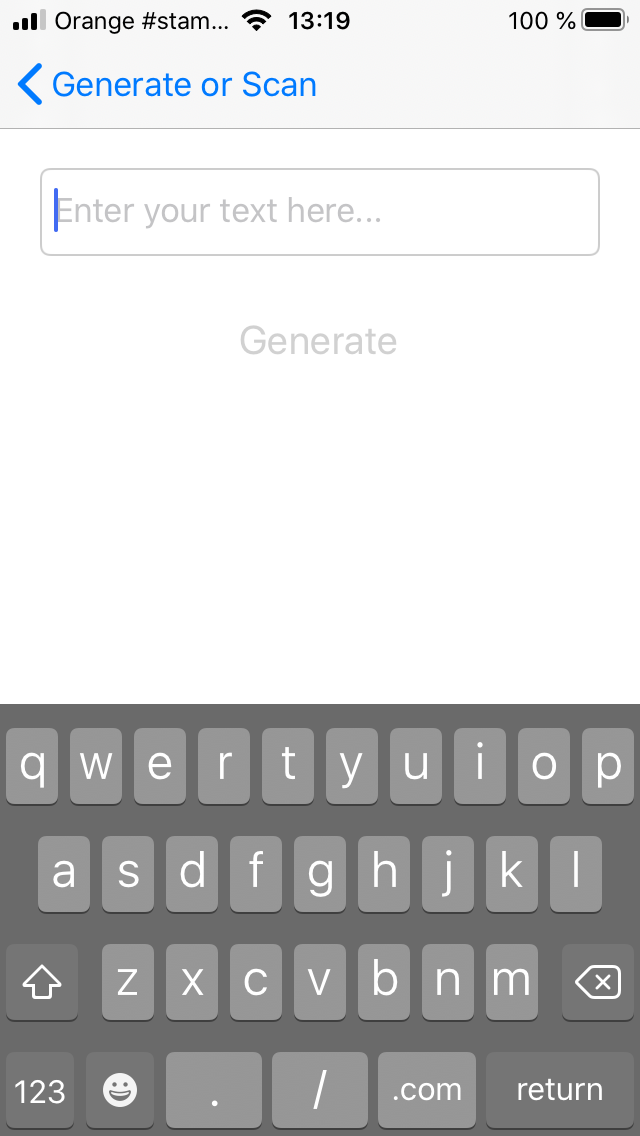 Orange #stam... 13:19 100 %
Generate or Scan
Enter your text here...
Generate
q w e r t y u i o p
a s d f g h j k l
z x c v b n m
123 . / .com return